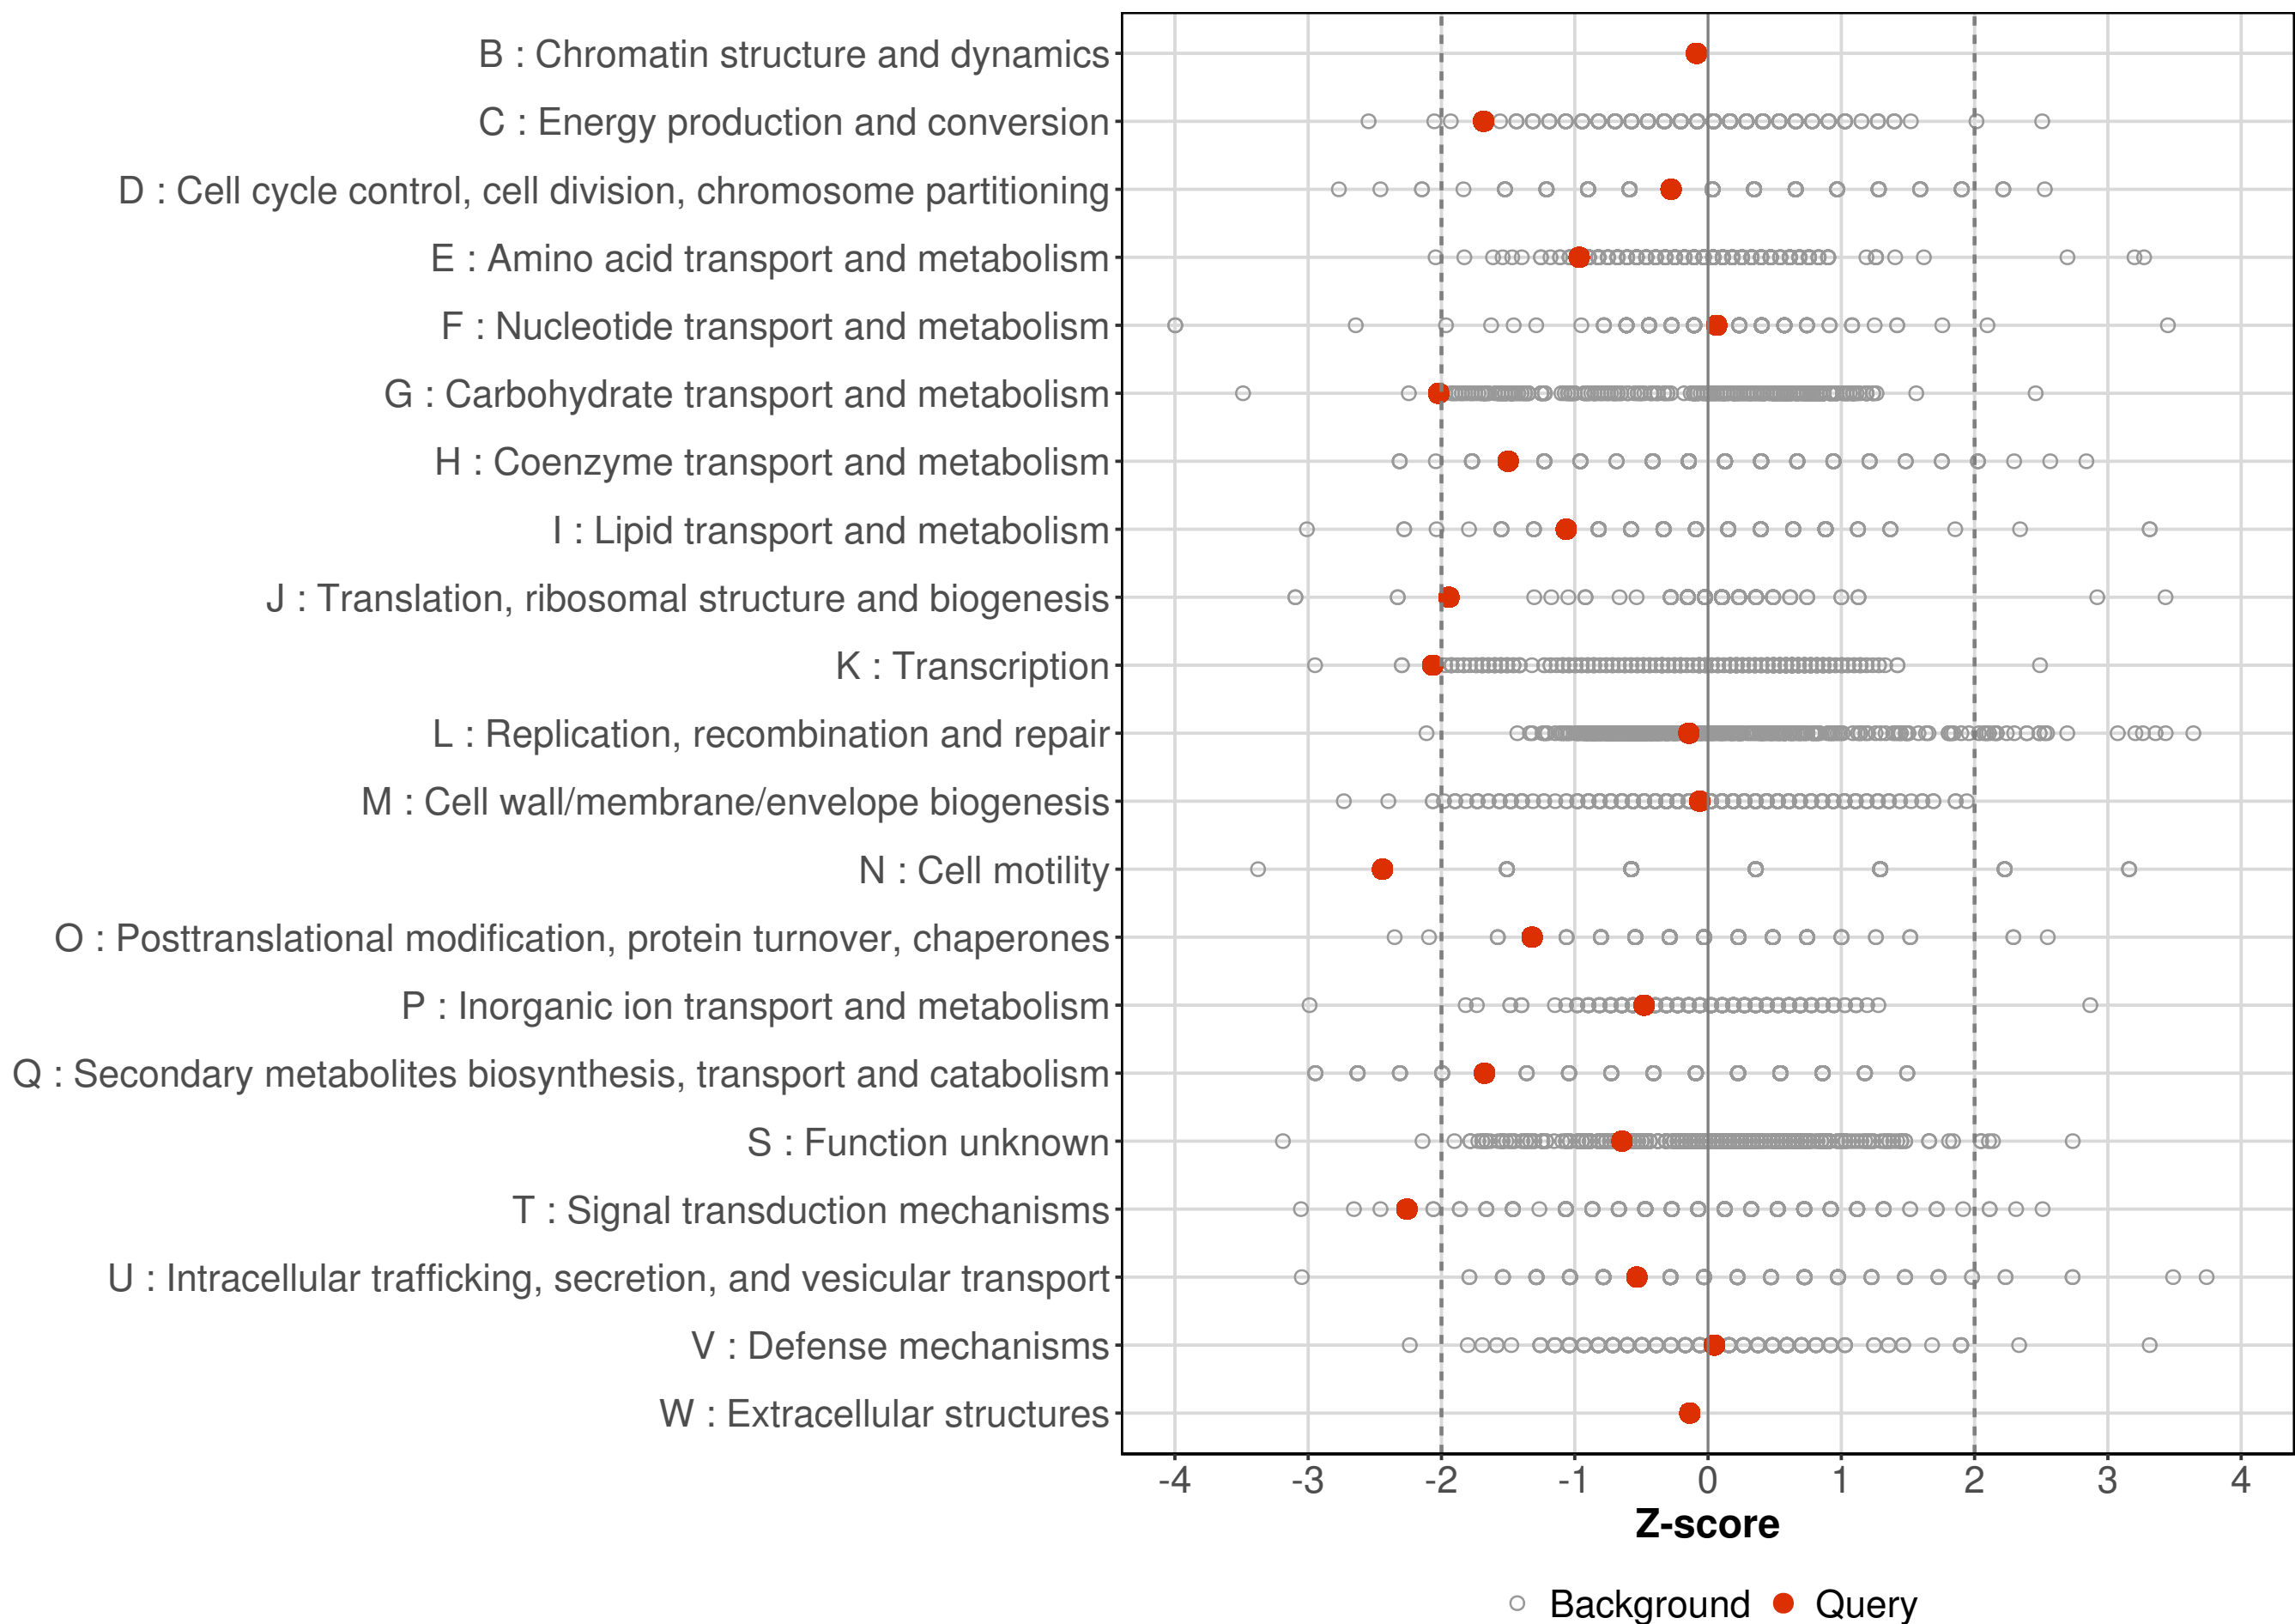 B : Chromatin structure and dynamics
C : Energy production and conversion
D : Cell cycle control, cell division, chromosome partitioning
E : Amino acid transport and metabolism
F : Nucleotide transport and metabolism
G : Carbohydrate transport and metabolism
H : Coenzyme transport and metabolism
I : Lipid transport and metabolism
J : Translation, ribosomal structure and biogenesis
K : Transcription
L : Replication, recombination and repair
M : Cell wall/membrane/envelope biogenesis
N : Cell motility
O : Posttranslational modification, protein turnover, chaperones
P : Inorganic ion transport and metabolism
Q : Secondary metabolites biosynthesis, transport and catabolism
S : Function unknown
T : Signal transduction mechanisms
U : Intracellular trafficking, secretion, and vesicular transport
V : Defense mechanisms
W : Extracellular structures
-4 -3 -2 -1 0 1 2 3 4
Z-score
Background Query